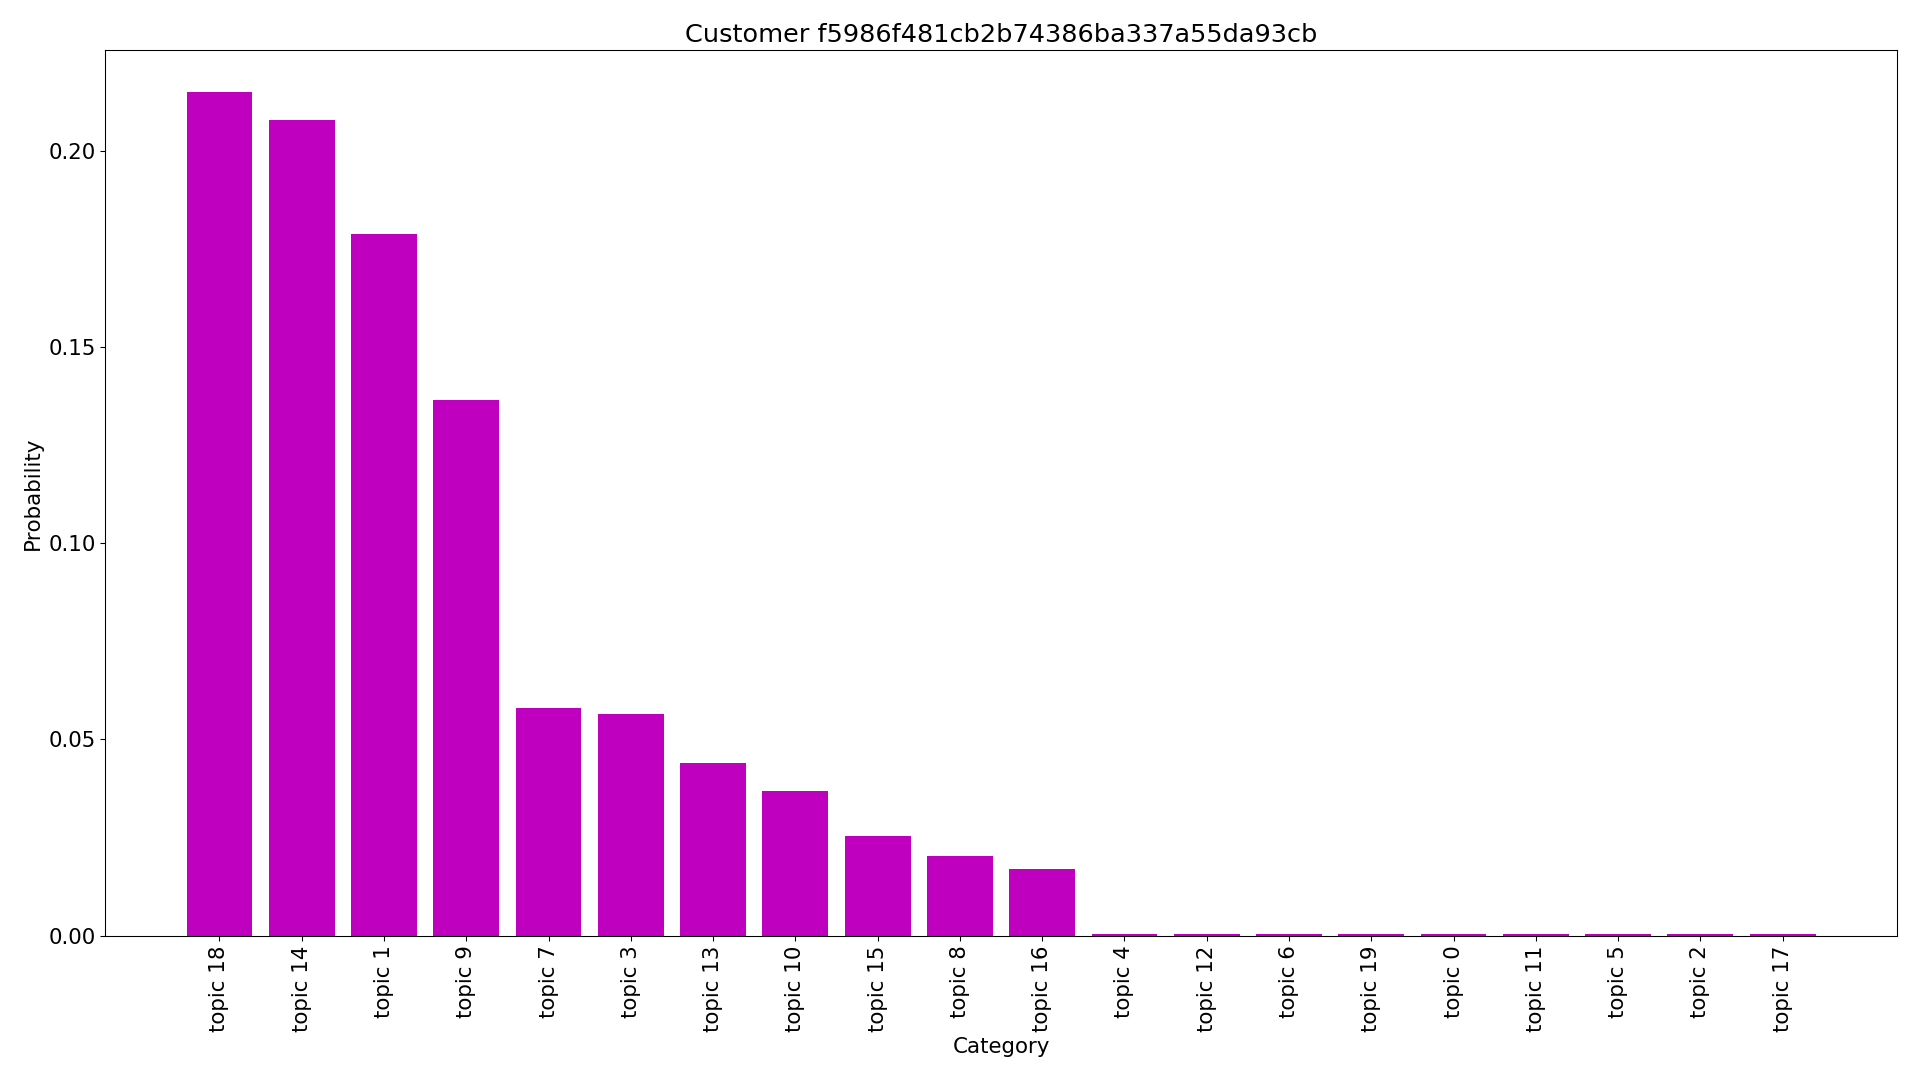 Customer f5986f481cb2b74386ba337a55da93cb
Probability
0.20
0.15
0.10
0.05
0.00
topic 18
topic 14
topic 1
topic 9
topic 7
topic 3
topic 13
topic 10
topic 15
topic 8
topic 16
topic 4
topic 12
topic 6
topic 19
topic 0
topic 11
topic 5
topic 2
topic 17
Category